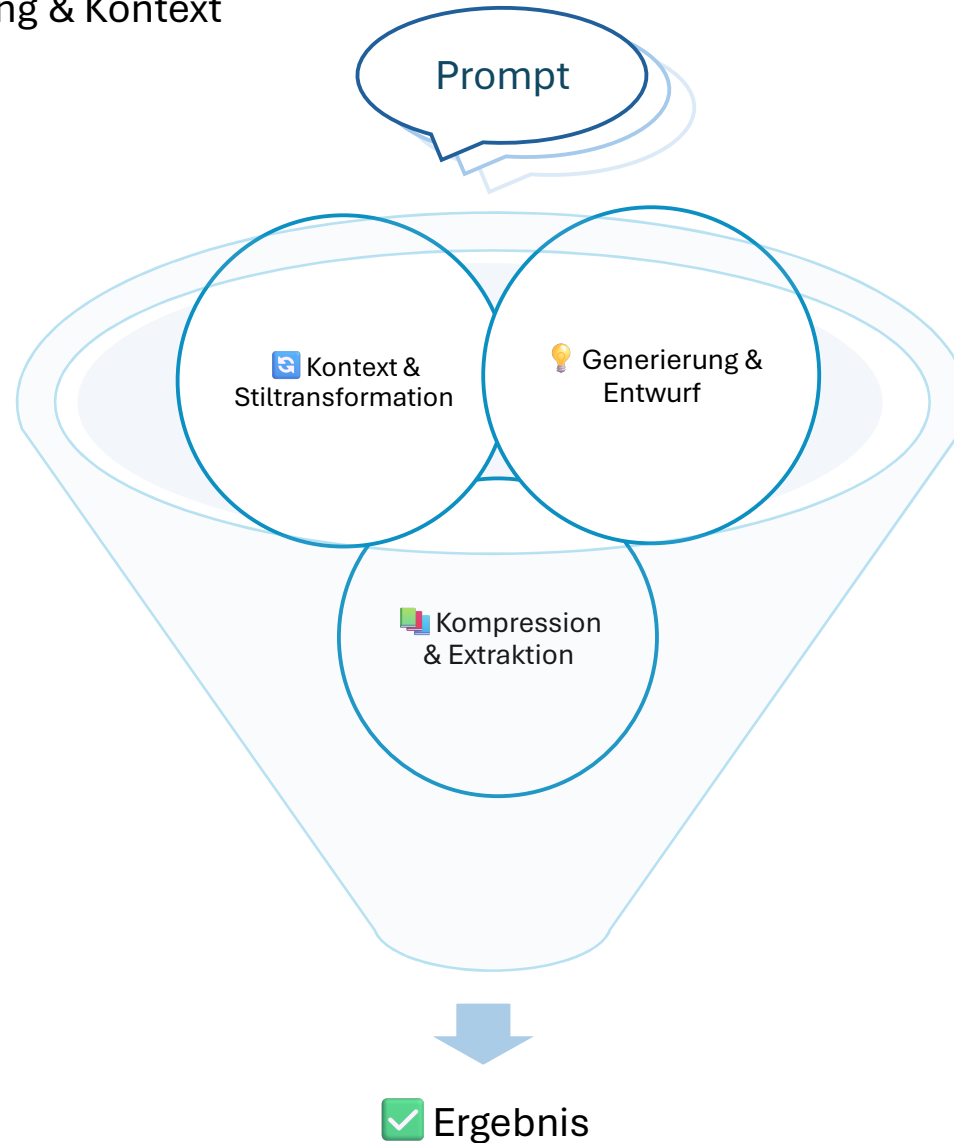 ng & Kontext
Prompt
🔄 Kontext &
Stiltransformation
💡 Generierung &
Entwurf
📚 Kompression
& Extraktion
✅ Ergebnis